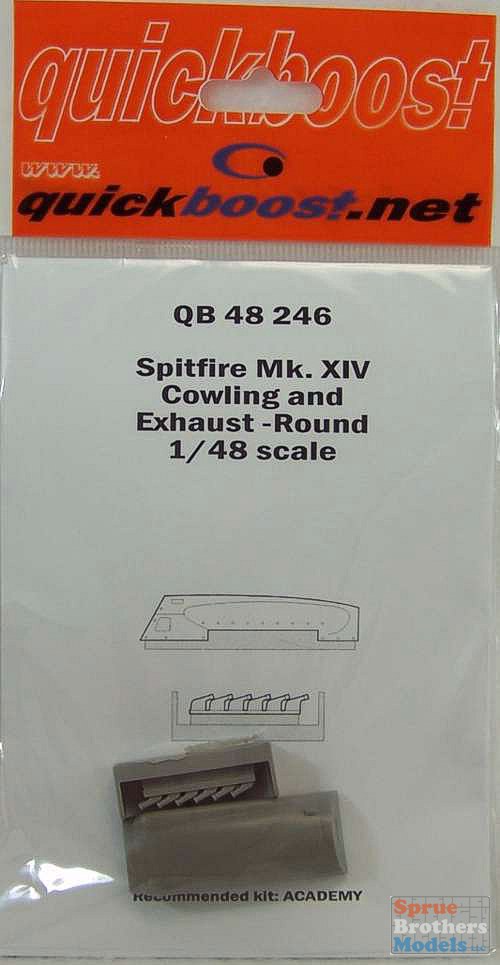 quickboost
www.
quickboost.net
QB 48 246
Spitfire Mk. XIV
Cowling and
Exhaust -Round
1/48 scale
Recommended kit: ACADEMY
Sprue
Brothers
Models LLC